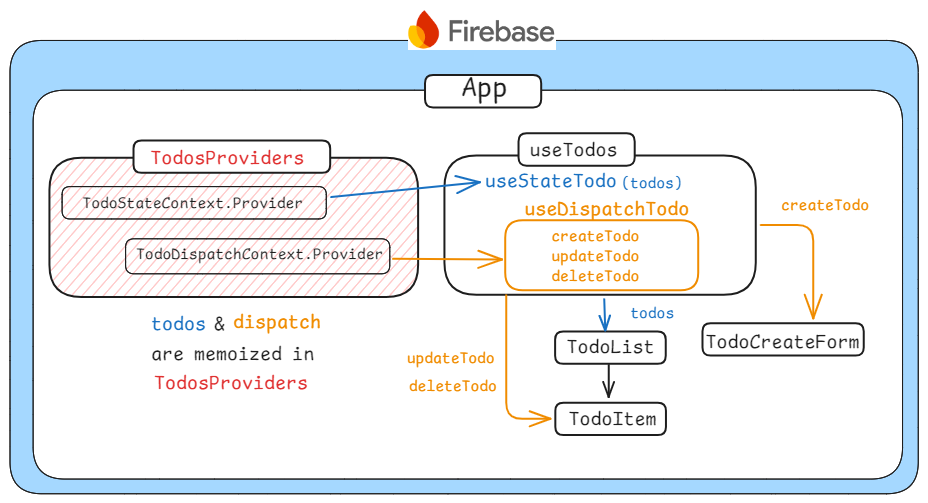 Firebase
App
TodosProviders
TodoStateContext.Provider
TodoDispatchContext.Provider
todos & dispatch
are memoized in
TodosProviders
useTodos
useStateTodo (todos)
useDispatchTodo
createTodo
updateTodo
deleteTodo
createTodo
todos
TodoList
TodoCreateForm
updateTodo
deleteTodo
TodoItem